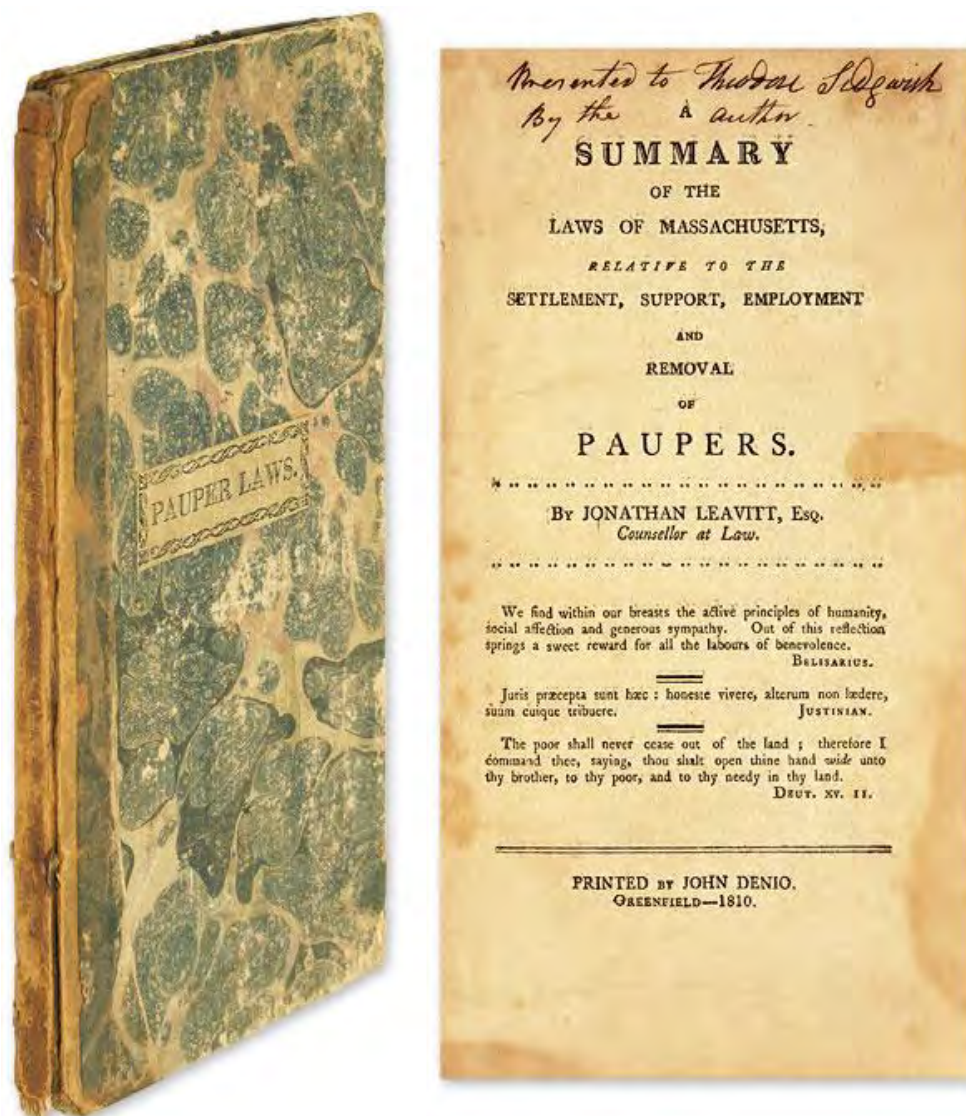 PAUPER LAWS.
Presented to Theodore Sedgwick
By the author.
A
SUMMARY
OF THE
LAWS OF MASSACHUSETTS,
RELATIVE TO THE
SETTLEMENT, SUPPORT, EMPLOYMENT
AND
REMOVAL
OF
PAUPERS.
BY JONATHAN LEAVITT, ESQ.
Counsellor at Law.
We find within our breasts the active principles of humanity,
social affection and generous sympathy. Out of this reflection
springs a sweet reward for all the labours of benevolence.
BELISARIUS.
Juris præcepta sunt hæc : honeste vivere, alterum non lædere,
suum cuique tribuere. JUSTINIAN.
The poor shall never cease out of the land ; therefore I
command thee, saying, thou shalt open thine hand wide unto
thy brother, to thy poor, and to thy needy in thy land.
DEUT. XV. 11.
PRINTED BY JOHN DENIO.
GREENFIELD—1810.